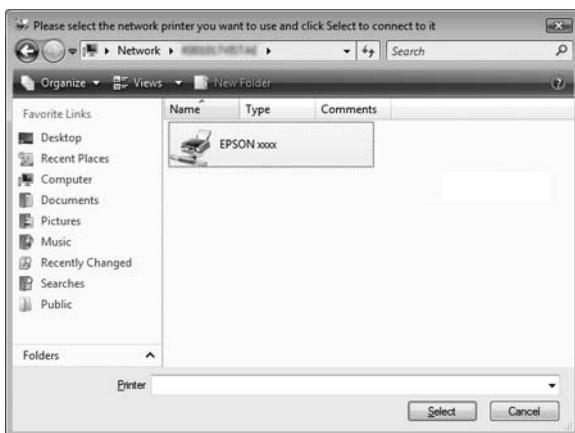 Please select the network printer you want to use and click Select to connect to it
Network
Search
Organize Views New Folder
Favorite Links
Desktop
Recent Places
Computer
Documents
Pictures
Music
Recently Changed
Searches
Public
Folders
Name Type Comments
EPSON xxxx
Printer
Select Cancel